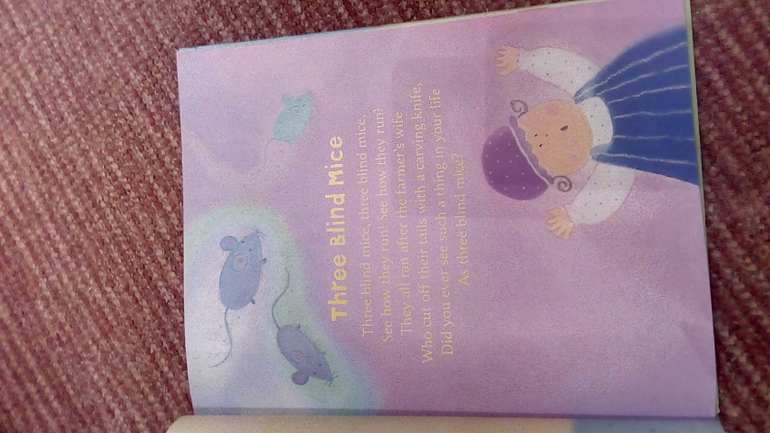 Three Blind Mice
Three blind mice, three blind mice,
See how they run! See how they run!
They all ran after the farmer's wife
Who cut off their tails with a carving knife.
Did you ever see such a thing in your life
As three blind mice?